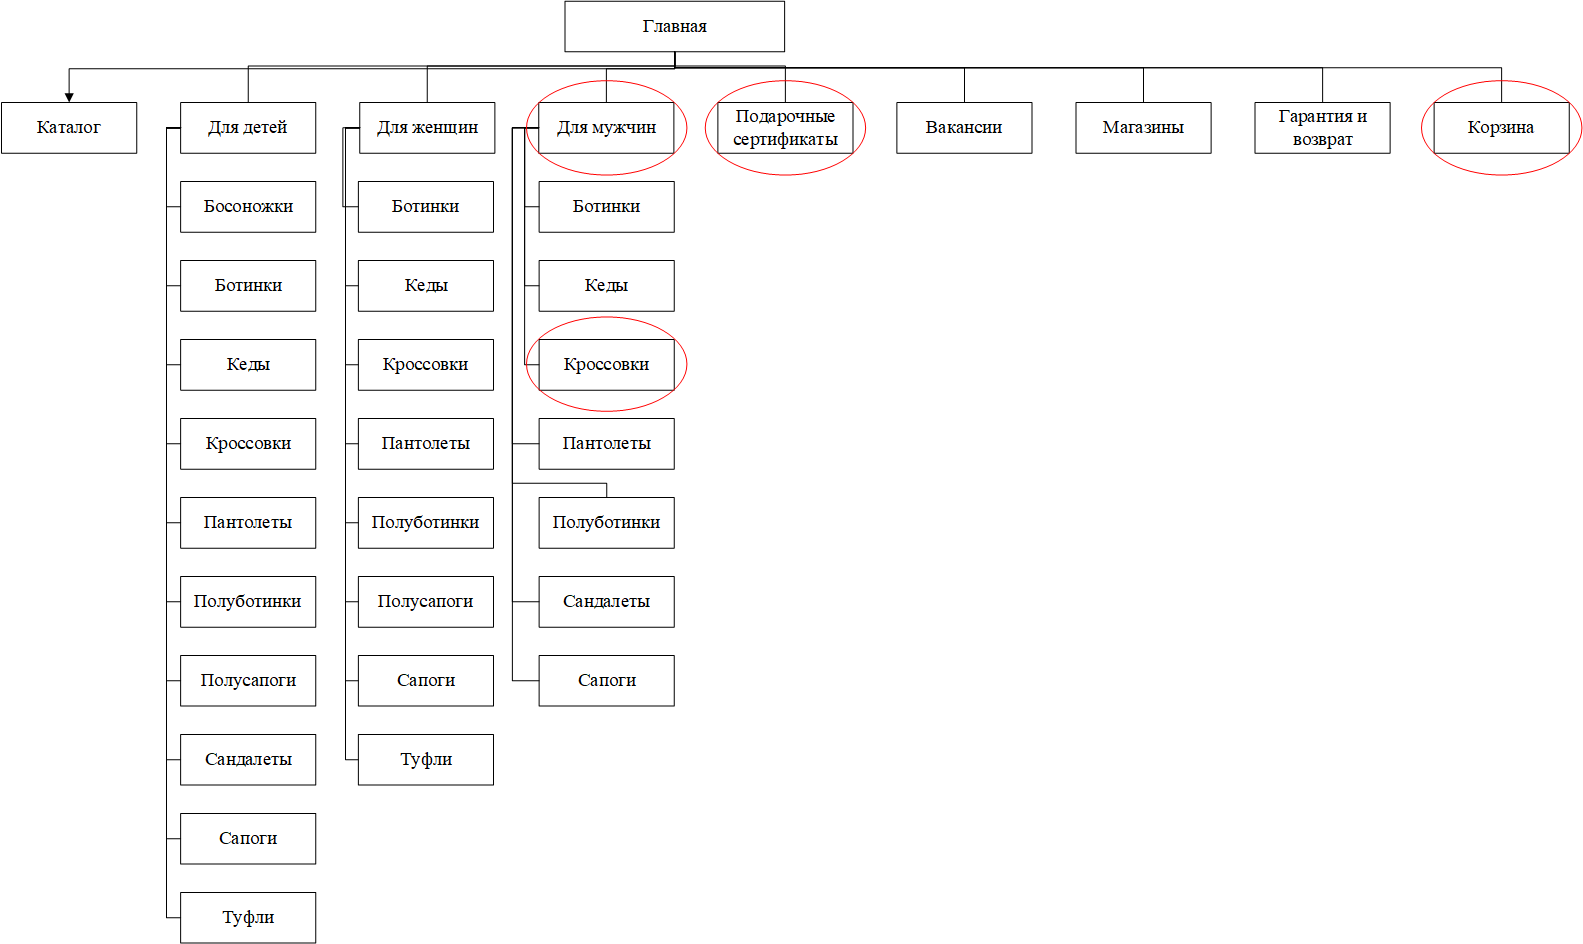 Главная
Каталог
Для детей
Для женщин
Для мужчин
Подарочные
сертификаты
Вакансии
Магазины
Гарантия и
возврат
Корзина
Босоножки
Ботинки
Кеды
Кроссовки
Пантолеты
Полуботинки
Полусапоги
Сандалеты
Сапоги
Туфли
Ботинки
Кеды
Кроссовки
Пантолеты
Полуботинки
Полусапоги
Сапоги
Туфли
Ботинки
Кеды
Кроссовки
Пантолеты
Полуботинки
Сандалеты
Сапоги